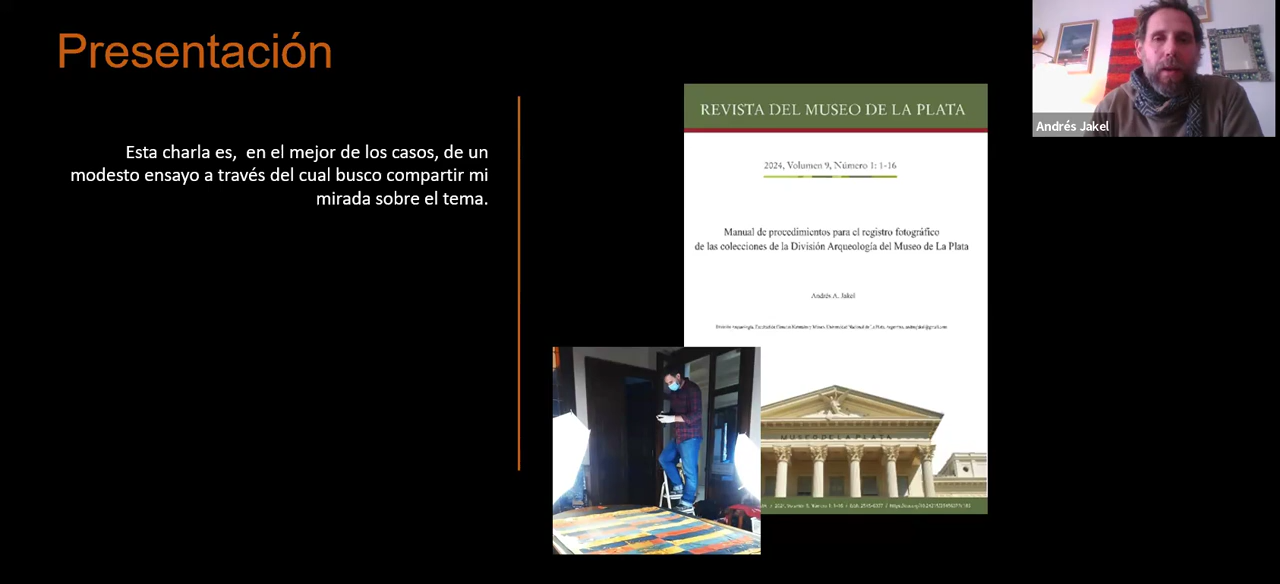 Presentación
Esta charla es,  en el mejor de los casos, de un
modesto ensayo a través del cual busco compartir mi
mirada sobre el tema.
REVISTA DEL MUSEO DE LA PLATA
2024, Volumen 9, Número 1: 1-16
Manual de procedimientos para el registro fotográfico
de las colecciones de la División Arqueología del Museo de La Plata
Andrés A. Jakel
MUSEO DE LA PLATA
Andrés Jakel